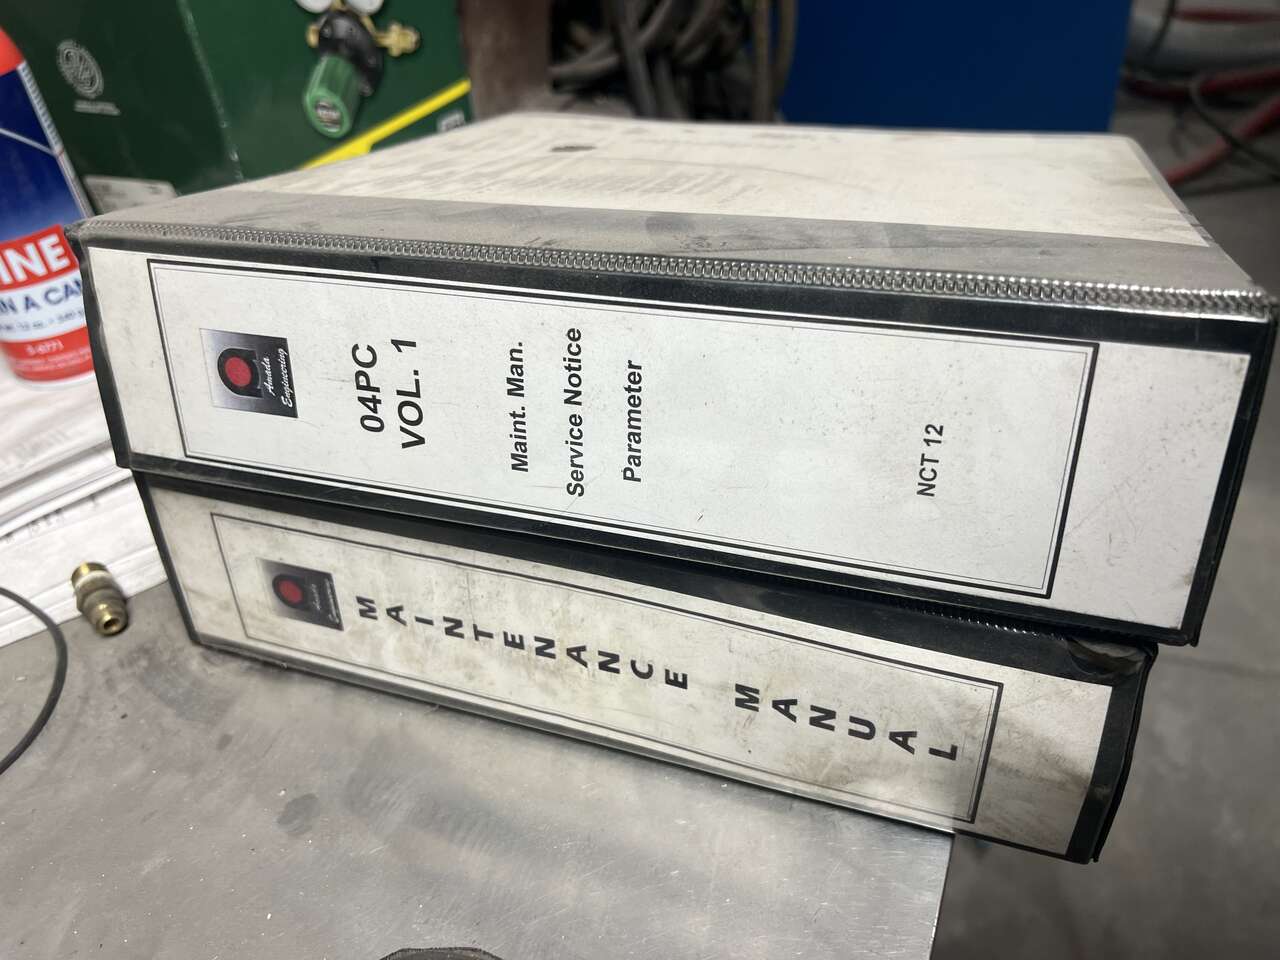 Amada
Engineering
04PC
VOL. 1
Maint. Man.
Service Notice
Parameter
NCT 12
Amada
Engineering
MAINTENANCE MANUAL
INE
N A CAN